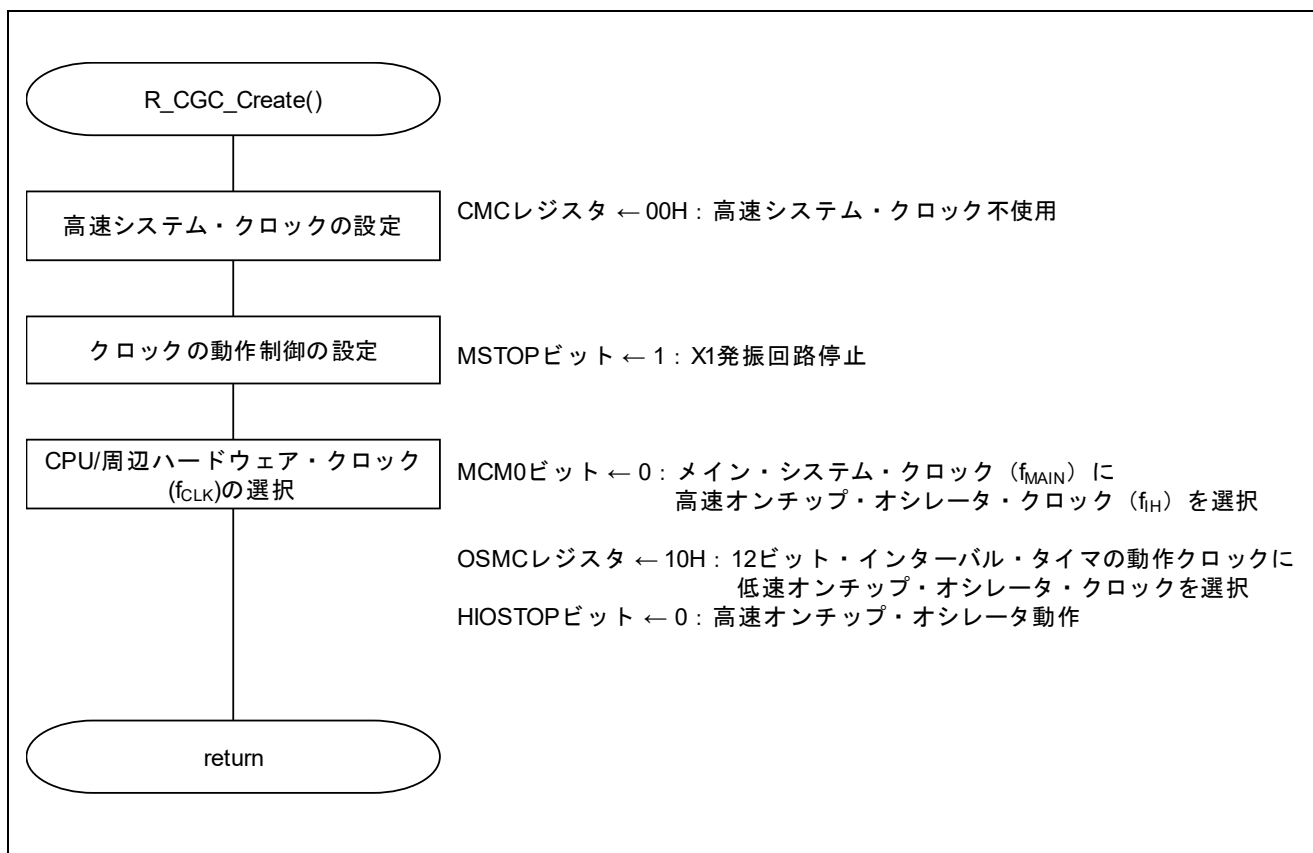 R_CGC_Create()
高速システム・クロックの設定
CMCレジスタ ← 00H：高速システム・クロック不使用
クロックの動作制御の設定
MSTOPビット ← 1：X1発振回路停止
CPU/周辺ハードウェア・クロック
(fCLK)の選択
MCM0ビット ← 0：メイン・システム・クロック（fMAIN）に
高速オンチップ・オシレータ・クロック（fIH）を選択
OSMCレジスタ ← 10H：12ビット・インターバル・タイマの動作クロックに
低速オンチップ・オシレータ・クロックを選択
HIOSTOPビット ← 0：高速オンチップ・オシレータ動作
return